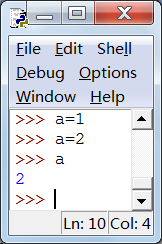 File Edit Shell
Debug Options
Window Help
>>> a=1
>>> a=2
>>> a
2
>>>
Ln: 10 Col: 4